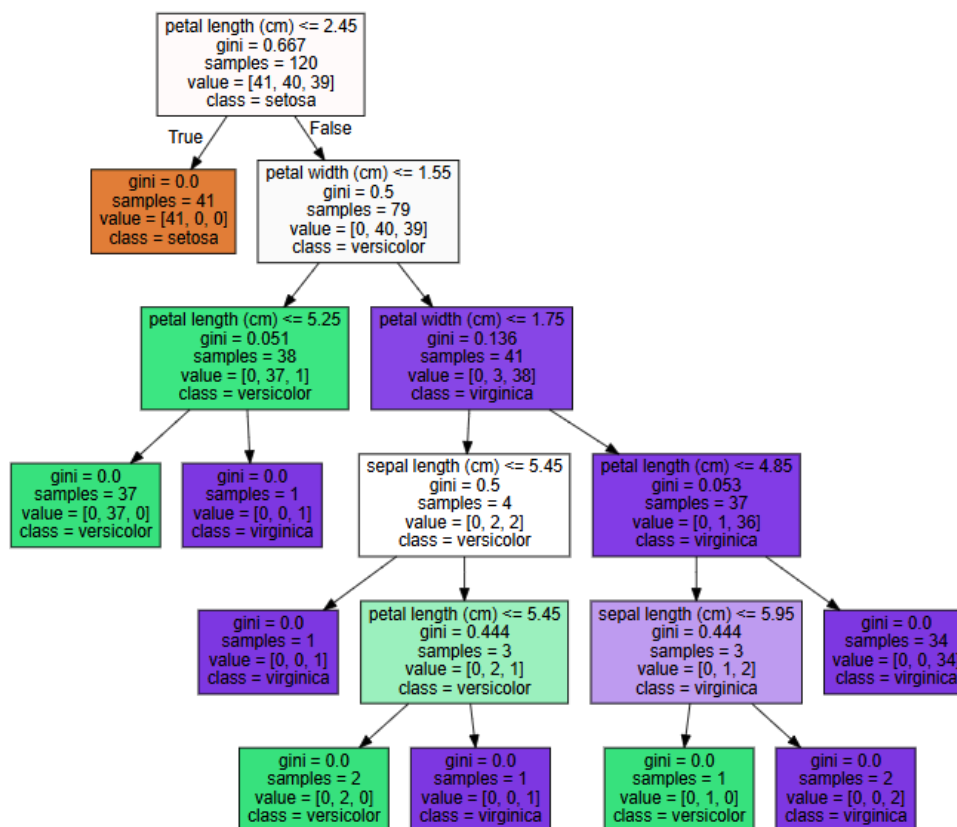 petal length (cm) <= 2.45
gini = 0.667
samples = 120
value = [41, 40, 39]
class = setosa
True
False
gini = 0.0
samples = 41
value = [41, 0, 0]
class = setosa
petal width (cm) <= 1.55
gini = 0.5
samples = 79
value = [0, 40, 39]
class = versicolor
petal length (cm) <= 5.25
gini = 0.051
samples = 38
value = [0, 37, 1]
class = versicolor
petal width (cm) <= 1.75
gini = 0.136
samples = 41
value = [0, 3, 38]
class = virginica
gini = 0.0
samples = 37
value = [0, 37, 0]
class = versicolor
gini = 0.0
samples = 1
value = [0, 0, 1]
class = virginica
sepal length (cm) <= 5.45
gini = 0.5
samples = 4
value = [0, 2, 2]
class = versicolor
petal length (cm) <= 4.85
gini = 0.053
samples = 37
value = [0, 1, 36]
class = virginica
gini = 0.0
samples = 1
value = [0, 0, 1]
class = virginica
petal length (cm) <= 5.45
gini = 0.444
samples = 3
value = [0, 2, 1]
class = versicolor
sepal length (cm) <= 5.95
gini = 0.444
samples = 3
value = [0, 1, 2]
class = virginica
gini = 0.0
samples = 34
value = [0, 0, 34]
class = virginica
gini = 0.0
samples = 2
value = [0, 2, 0]
class = versicolor
gini = 0.0
samples = 1
value = [0, 0, 1]
class = virginica
gini = 0.0
samples = 1
value = [0, 1, 0]
class = versicolor
gini = 0.0
samples = 2
value = [0, 0, 2]
class = virginica